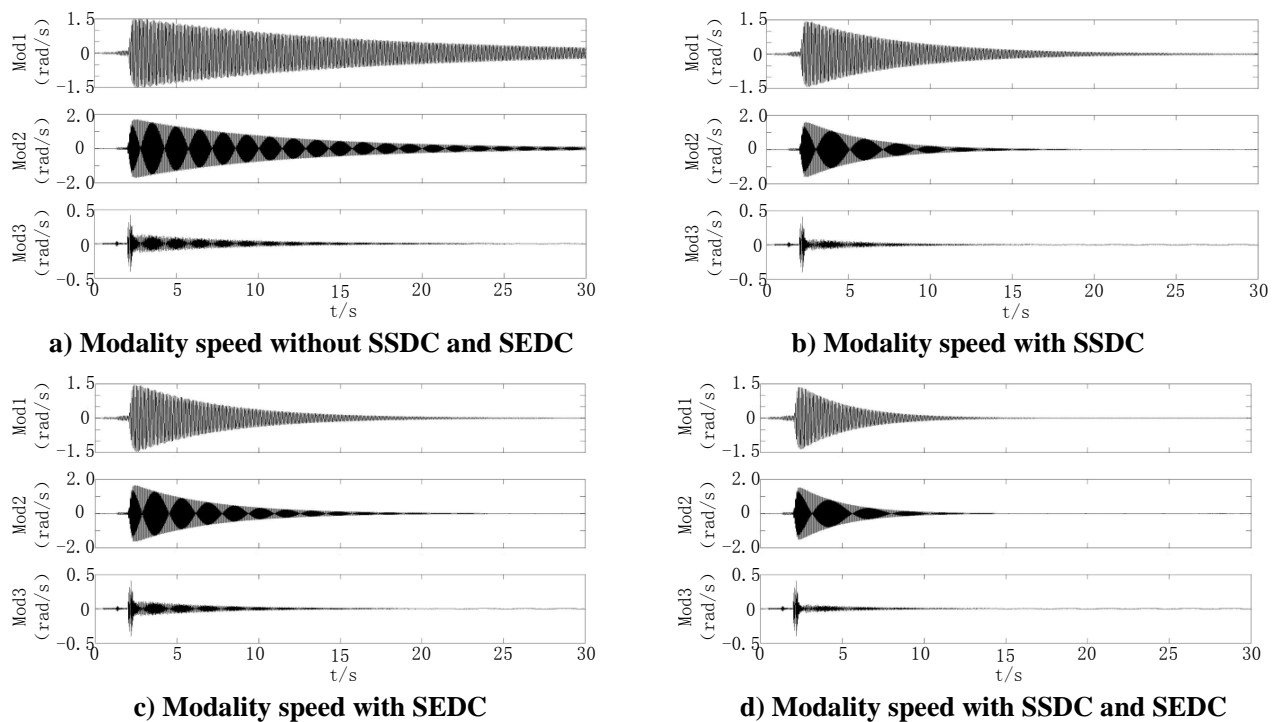 1.5
Mod1
(rad/s)
0
-1.5
2.0
Mod2
(rad/s)
0
-2.0
0.5
Mod3
(rad/s)
0
-0.5
0 5 10 15 20 25 30
t/s
a) Modality speed without SSDC and SEDC
1.5
Mod1
(rad/s)
0
-1.5
2.0
Mod2
(rad/s)
0
-2.0
0.5
Mod3
(rad/s)
0
-0.5
0 5 10 15 20 25 30
t/s
b) Modality speed with SSDC
1.5
Mod1
(rad/s)
0
-1.5
2.0
Mod2
(rad/s)
0
-2.0
0.5
Mod3
(rad/s)
0
-0.5
0 5 10 15 20 25 30
t/s
c) Modality speed with SEDC
1.5
Mod1
(rad/s)
0
-1.5
2.0
Mod2
(rad/s)
0
-2.0
0.5
Mod3
(rad/s)
0
-0.5
0 5 10 15 20 25 30
t/s
d) Modality speed with SSDC and SEDC